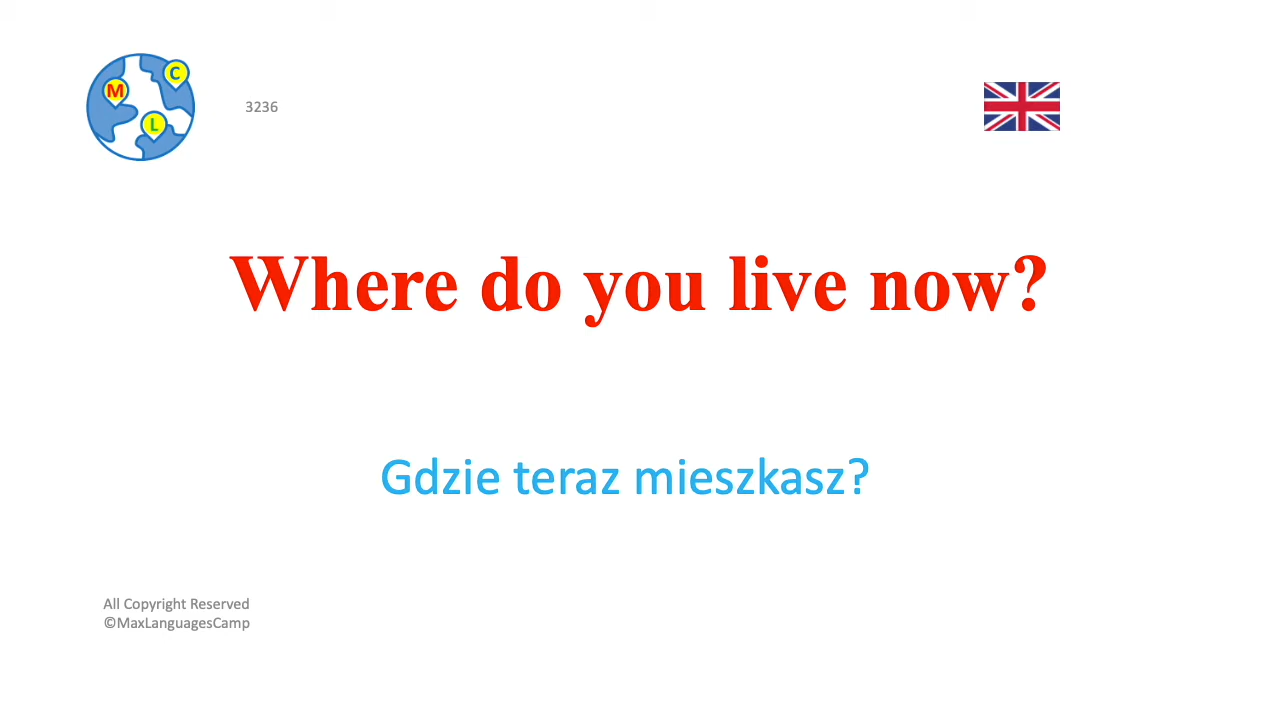 C
M
L
3236
Where do you live now?
Gdzie teraz mieszkasz?
All Copyright Reserved
©MaxLanguagesCamp